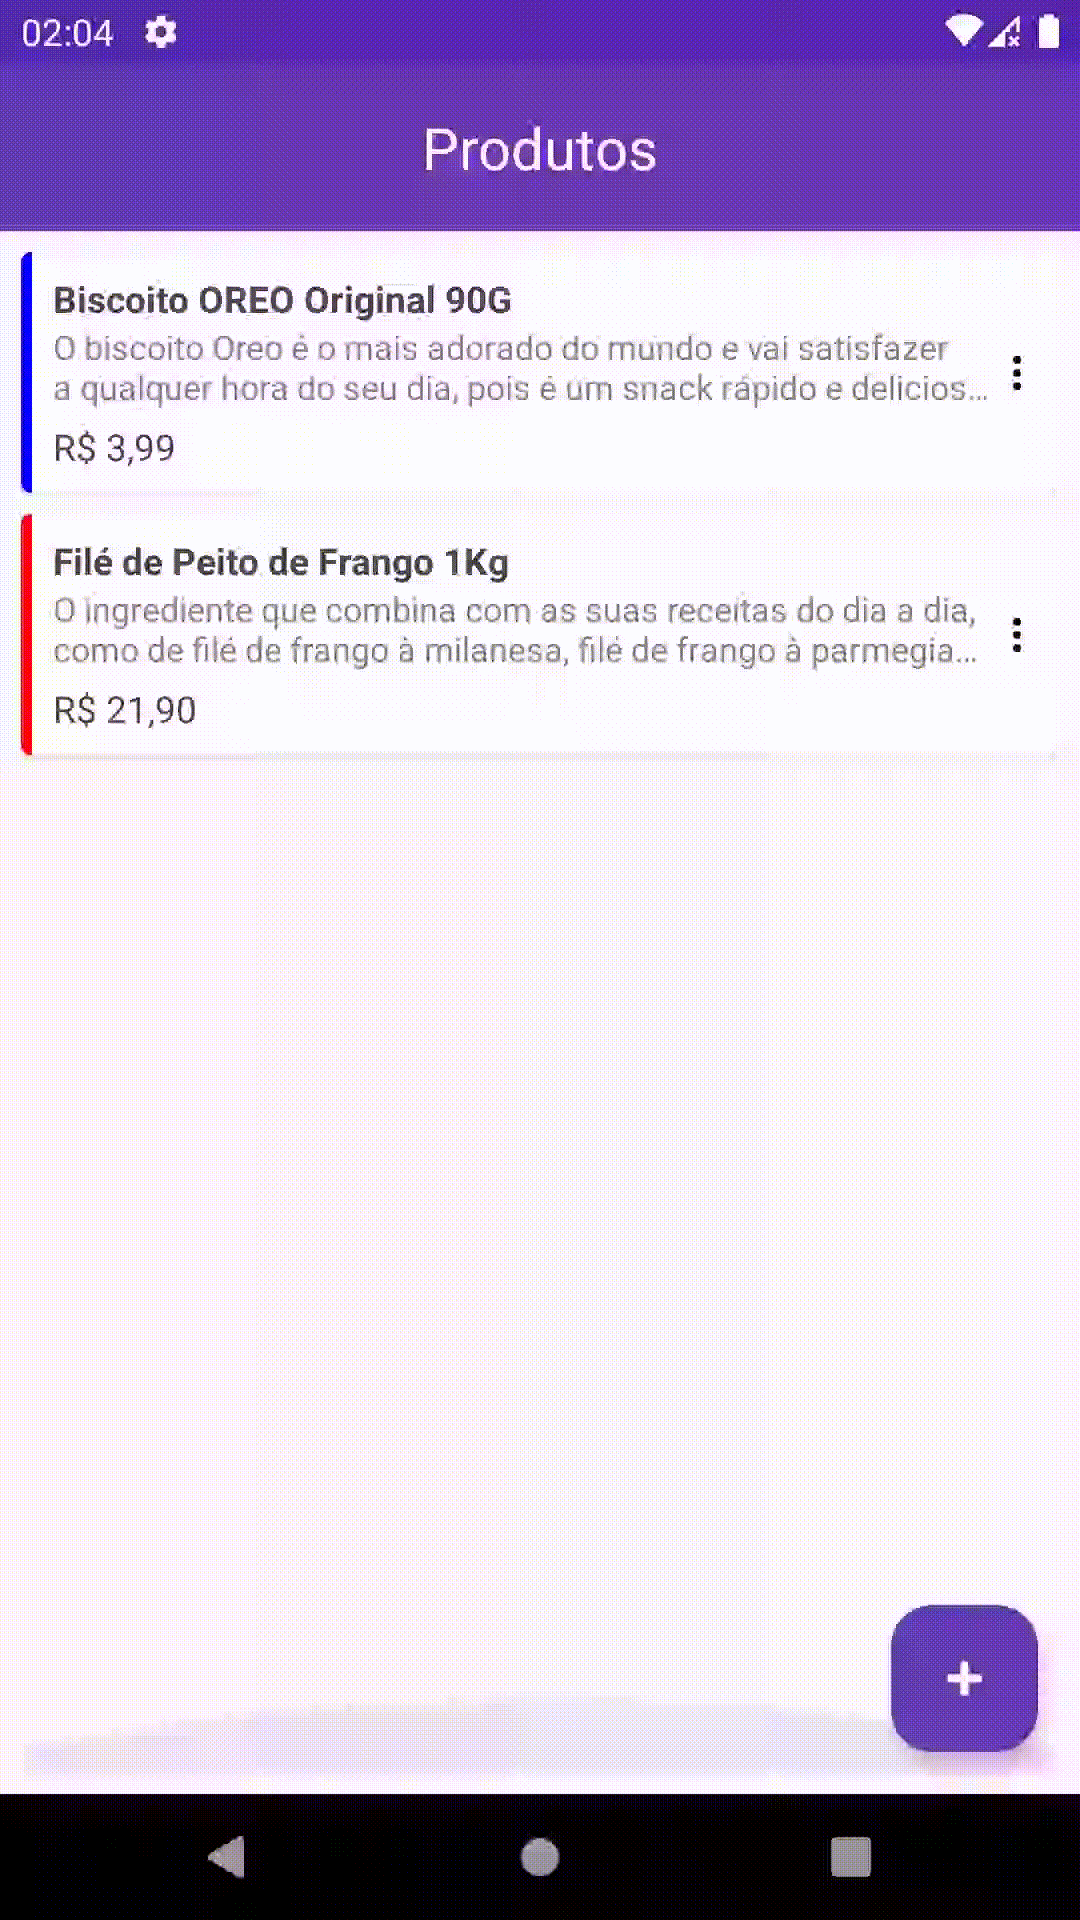 02:04
Produtos
Biscoito OREO Original 90G
O biscoito Oreo é o mais adorado do mundo e vai satisfazer
a qualquer hora do seu dia, pois é um snack rápido e delicios...
R$ 3,99
Filé de Peito de Frango 1Kg
O ingrediente que combina com as suas receitas do dia a dia,
como de filé de frango à milanesa, filé de frango à parmegia...
R$ 21,90